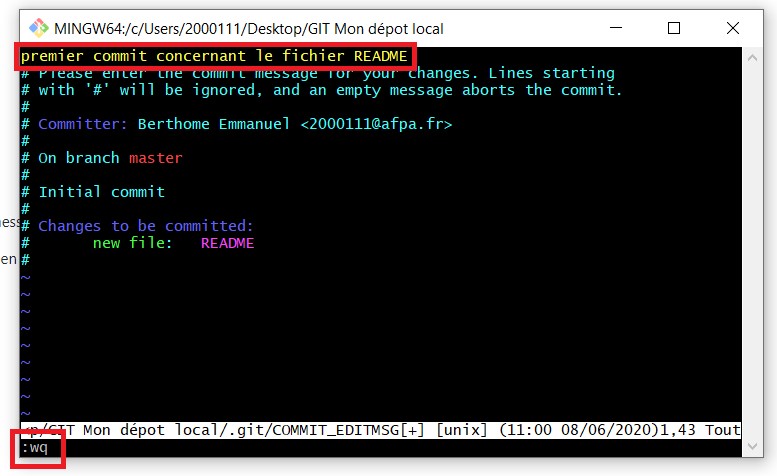 MINGW64:/c/Users/2000111/Desktop/GIT Mon dépot local
premier commit concernant le fichier README
# Please enter the commit message for your changes. Lines starting
# with '#' will be ignored, and an empty message aborts the commit.
#
# Committer: Berthome Emmanuel <2000111@afpa.fr>
#
# On branch master
#
# Initial commit
#
# Changes to be committed:
#       new file:   README
#
~
~
~
~
~
~
~
~
~
<p/GIT Mon dépot local/.git/COMMIT_EDITMSG[+] [unix] (11:00 08/06/2020)1,43 Tout
:wq